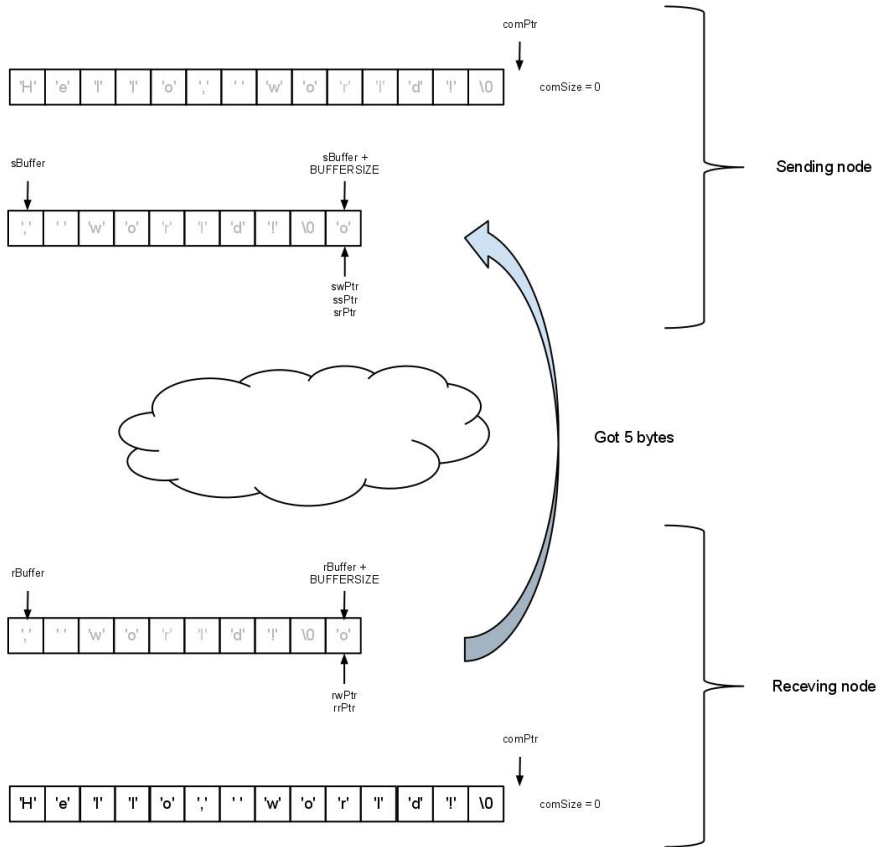 comPtr
'H' 'e' 'l' 'l' 'o' ',' ' ' 'w' 'o' 'r' 'l' 'd' '!' \0
comSize = 0
Sending node
sBuffer
sBuffer +
BUFFERSIZE
',' ' ' 'w' 'o' 'r' 'l' 'd' '!' \0 'o'
swPtr
ssPtr
srPtr
Got 5 bytes
rBuffer
rBuffer +
BUFFERSIZE
',' ' ' 'w' 'o' 'r' 'l' 'd' '!' \0 'o'
rwPtr
rrPtr
Receving node
comPtr
'H' 'e' 'l' 'l' 'o' ',' ' ' 'w' 'o' 'r' 'l' 'd' '!' \0
comSize = 0